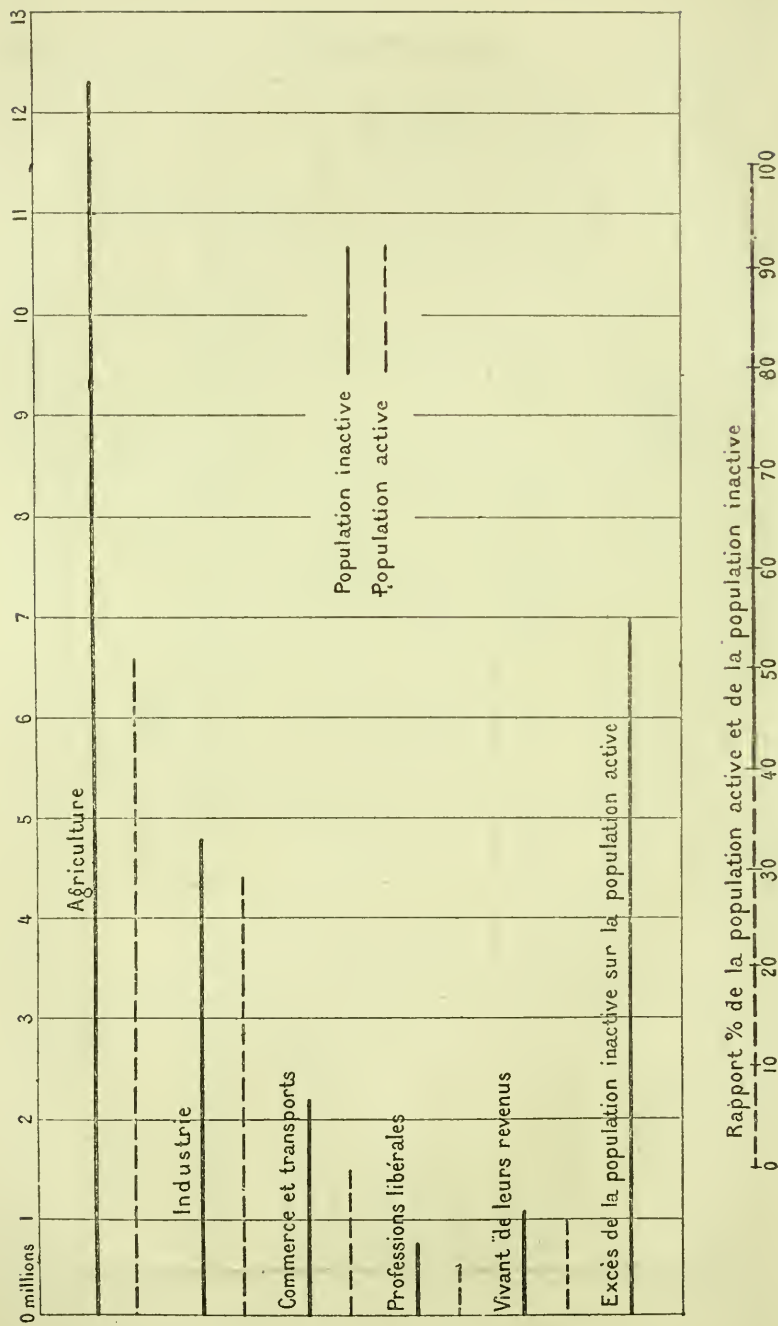 0 millions 1 2 3 4 5 6 7 8 9 10 11 12 13
Agriculture
Industrie
Commerce et transports
Professions libérales
Vivant de leurs revenus
Excès de la population inactive sur la population active
Population inactive
Population active
Rapport % de la population active et de la population inactive
0 10 20 30 40 50 60 70 80 90 100